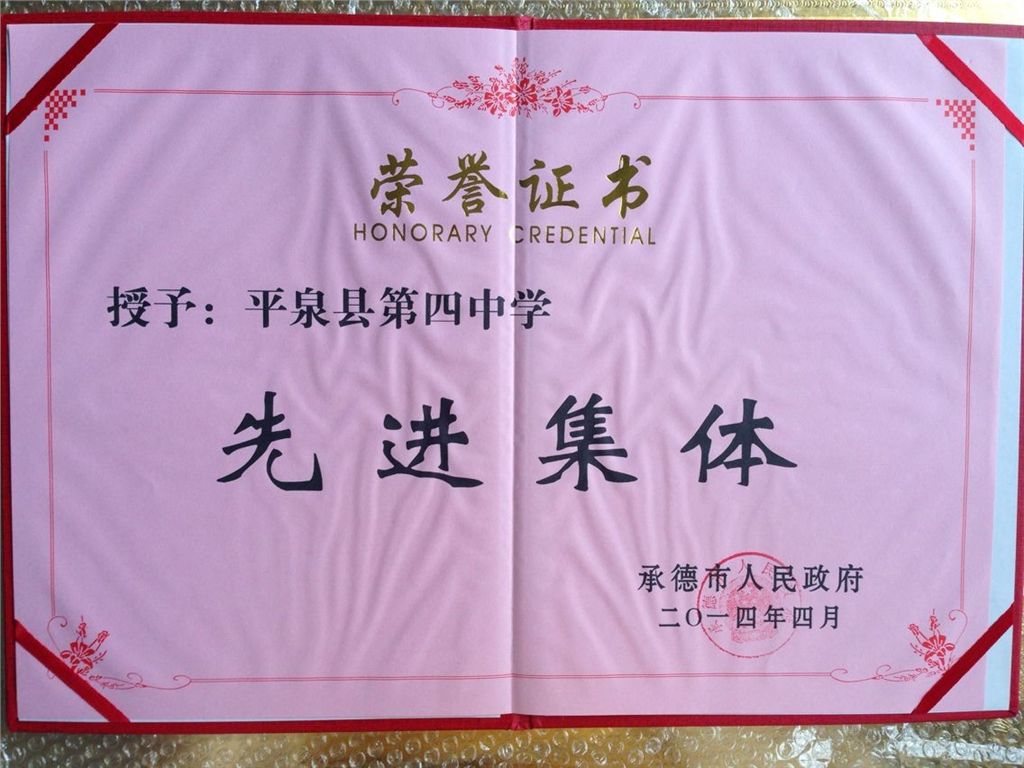 荣誉证书
HONORARY CREDENTIAL
授予：平泉县第四中学
先进集体
承德市人民政府
二〇一四年四月